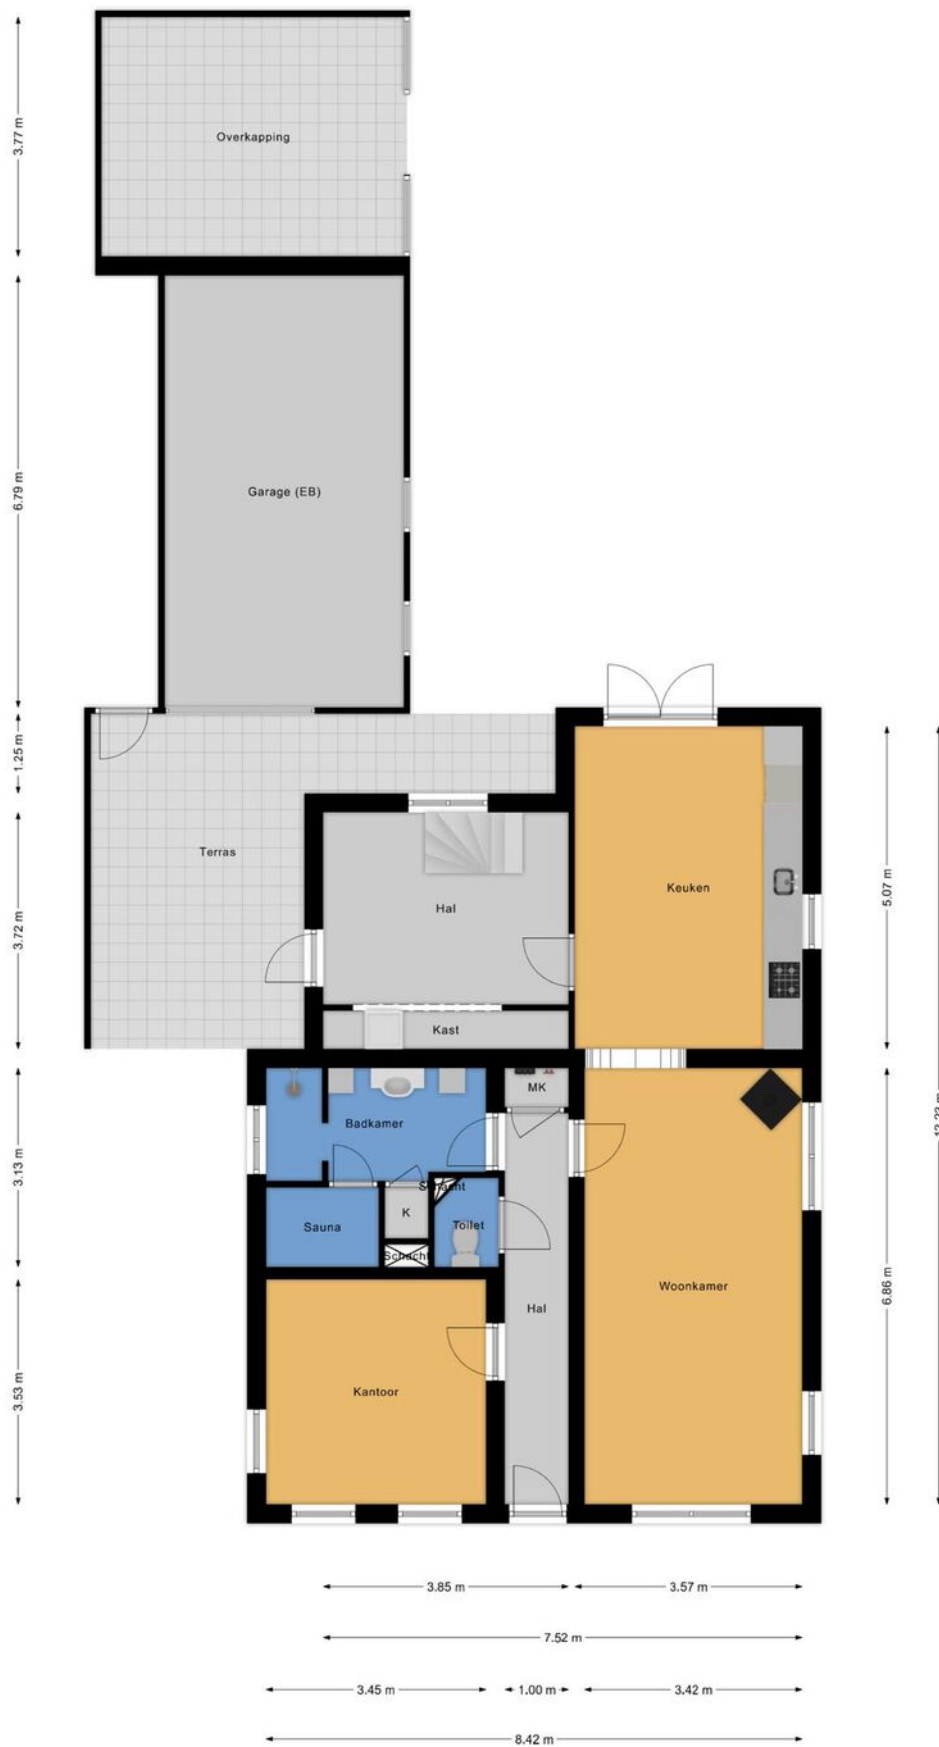 3.77 m
Overkapping
6.79 m
Garage (EB)
1.25 m
Terras
3.72 m
Hal
Keuken
5.07 m
Kast
MK
Badkamer
3.13 m
Schacht
K
Sauna
Toilet
Schacht
Woonkamer
6.86 m
Hal
Kantoor
3.53 m
3.85 m
3.57 m
7.52 m
3.45 m
1.00 m
3.42 m
8.42 m